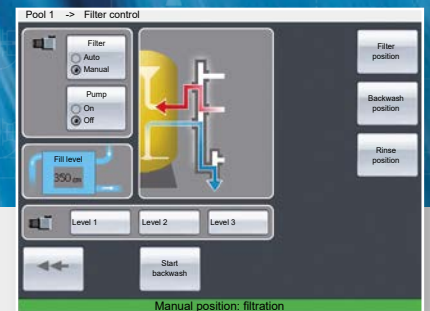 Pool 1 -> Filter control
Filter
Auto
Manual
Pump
On
Off
Fill level
350 cm
Filter
position
Backwash
position
Rinse
position
Level 1
Level 2
Level 3
Start
backwash
Manual position: filtration